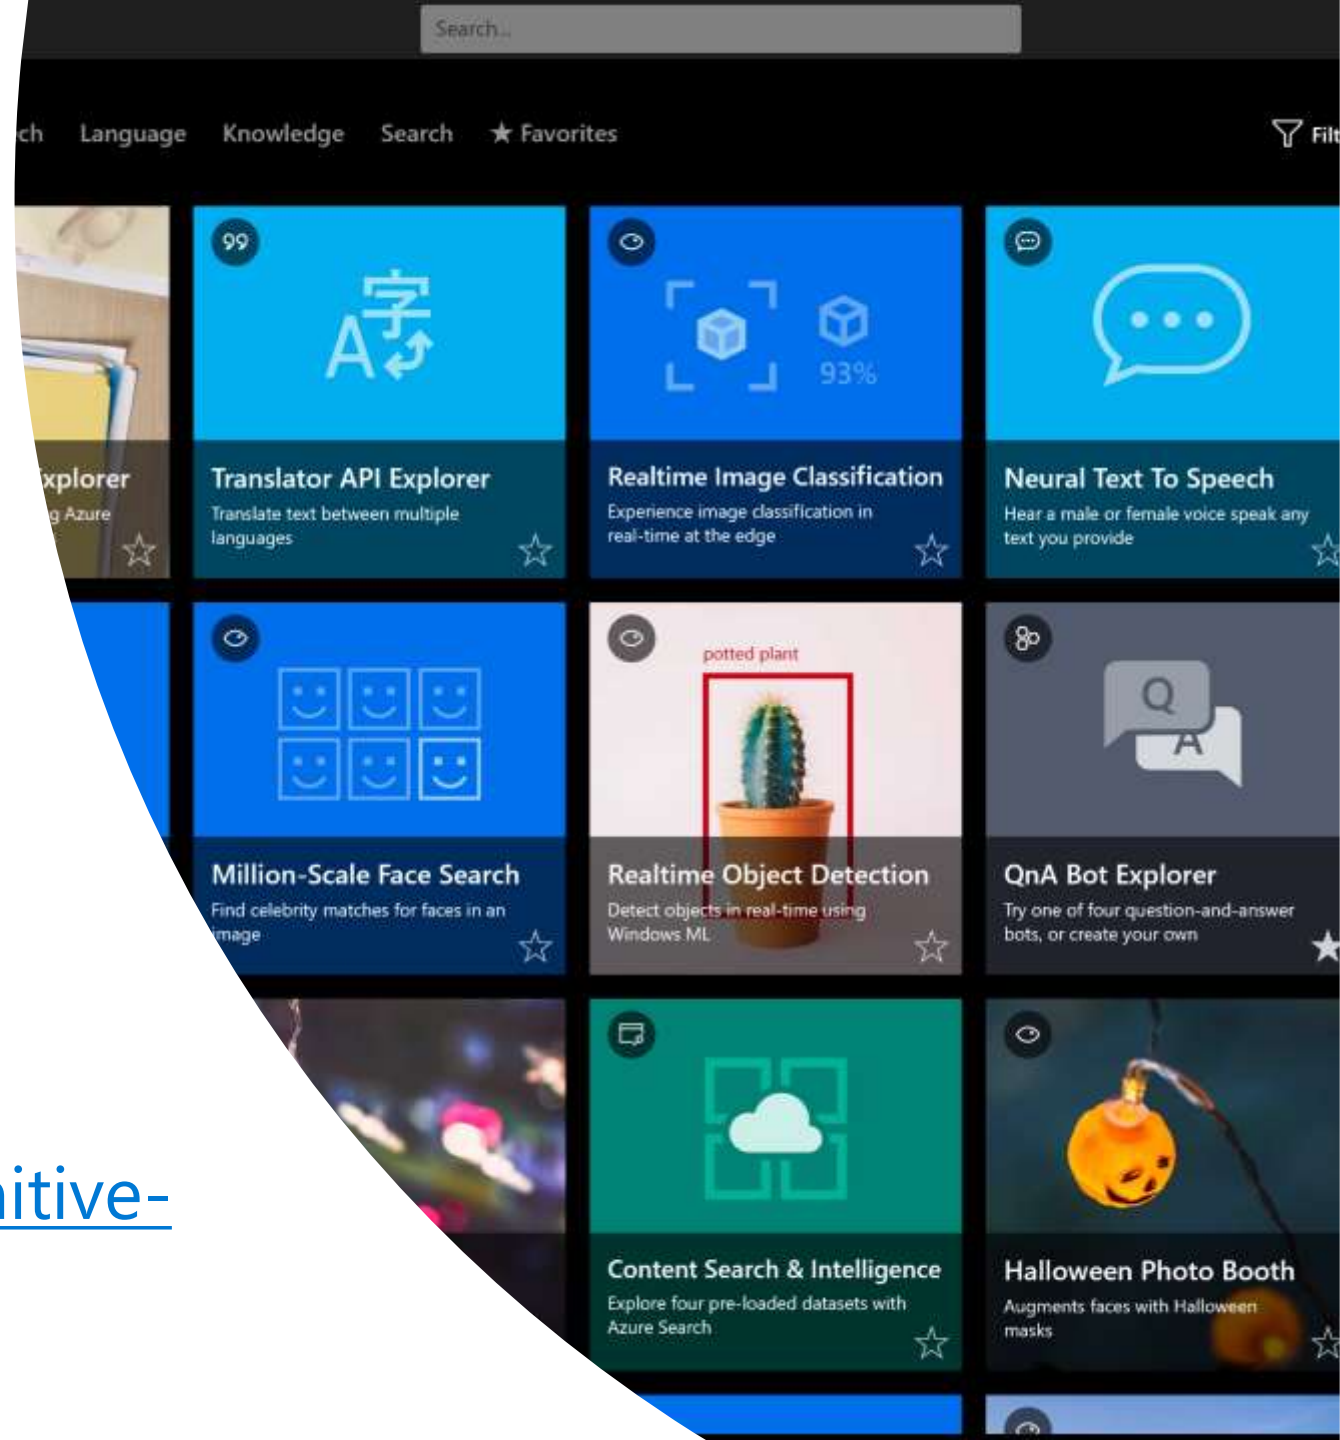 Search...
ch Language Knowledge Search ★ Favorites Filt
99
A字
93%
xplorer
g Azure
Translator API Explorer
Translate text between multiple
languages
Realtime Image Classification
Experience image classification in
real-time at the edge
Neural Text To Speech
Hear a male or female voice speak any
text you provide
potted plant
Q
A
Million-Scale Face Search
Find celebrity matches for faces in an
image
Realtime Object Detection
Detect objects in real-time using
Windows ML
QnA Bot Explorer
Try one of four question-and-answer
bots, or create your own
nitive-
Content Search & Intelligence
Explore four pre-loaded datasets with
Azure Search
Halloween Photo Booth
Augments faces with Halloween
masks